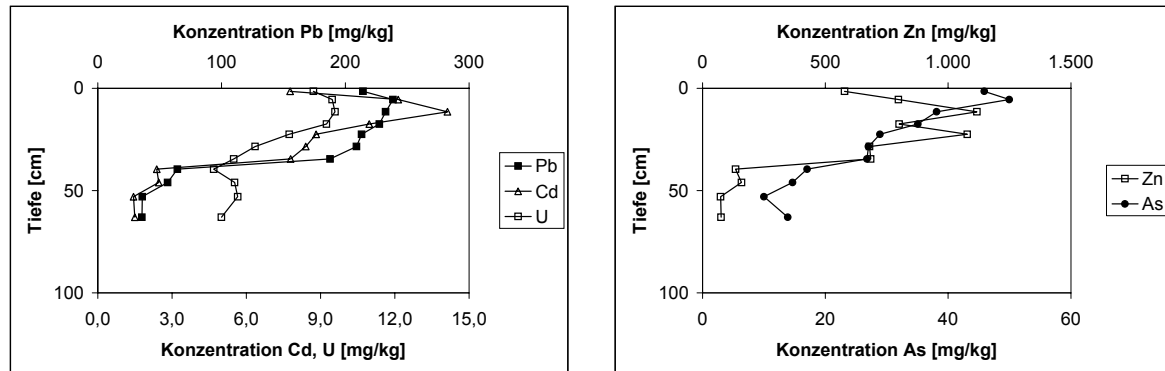 Konzentration Pb [mg/kg]
0 100 200 300
Tiefe [cm]
0
50
100
0,0 3,0 6,0 9,0 12,0 15,0
Konzentration Cd, U [mg/kg]
Pb
Cd
U
Konzentration Zn [mg/kg]
0 500 1.000 1.500
Tiefe [cm]
0
50
100
0 20 40 60
Konzentration As [mg/kg]
Zn
As